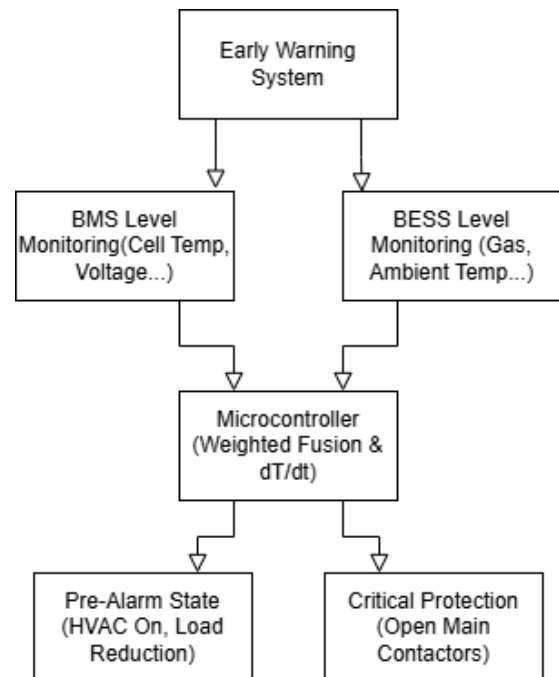 Early Warning
System
BMS Level
Monitoring(Cell Temp,
Voltage...)
BESS Level
Monitoring (Gas,
Ambient Temp...)
Microcontroller
(Weighted Fusion &
dT/dt)
Pre-Alarm State
(HVAC On, Load
Reduction)
Critical Protection
(Open Main
Contactors)